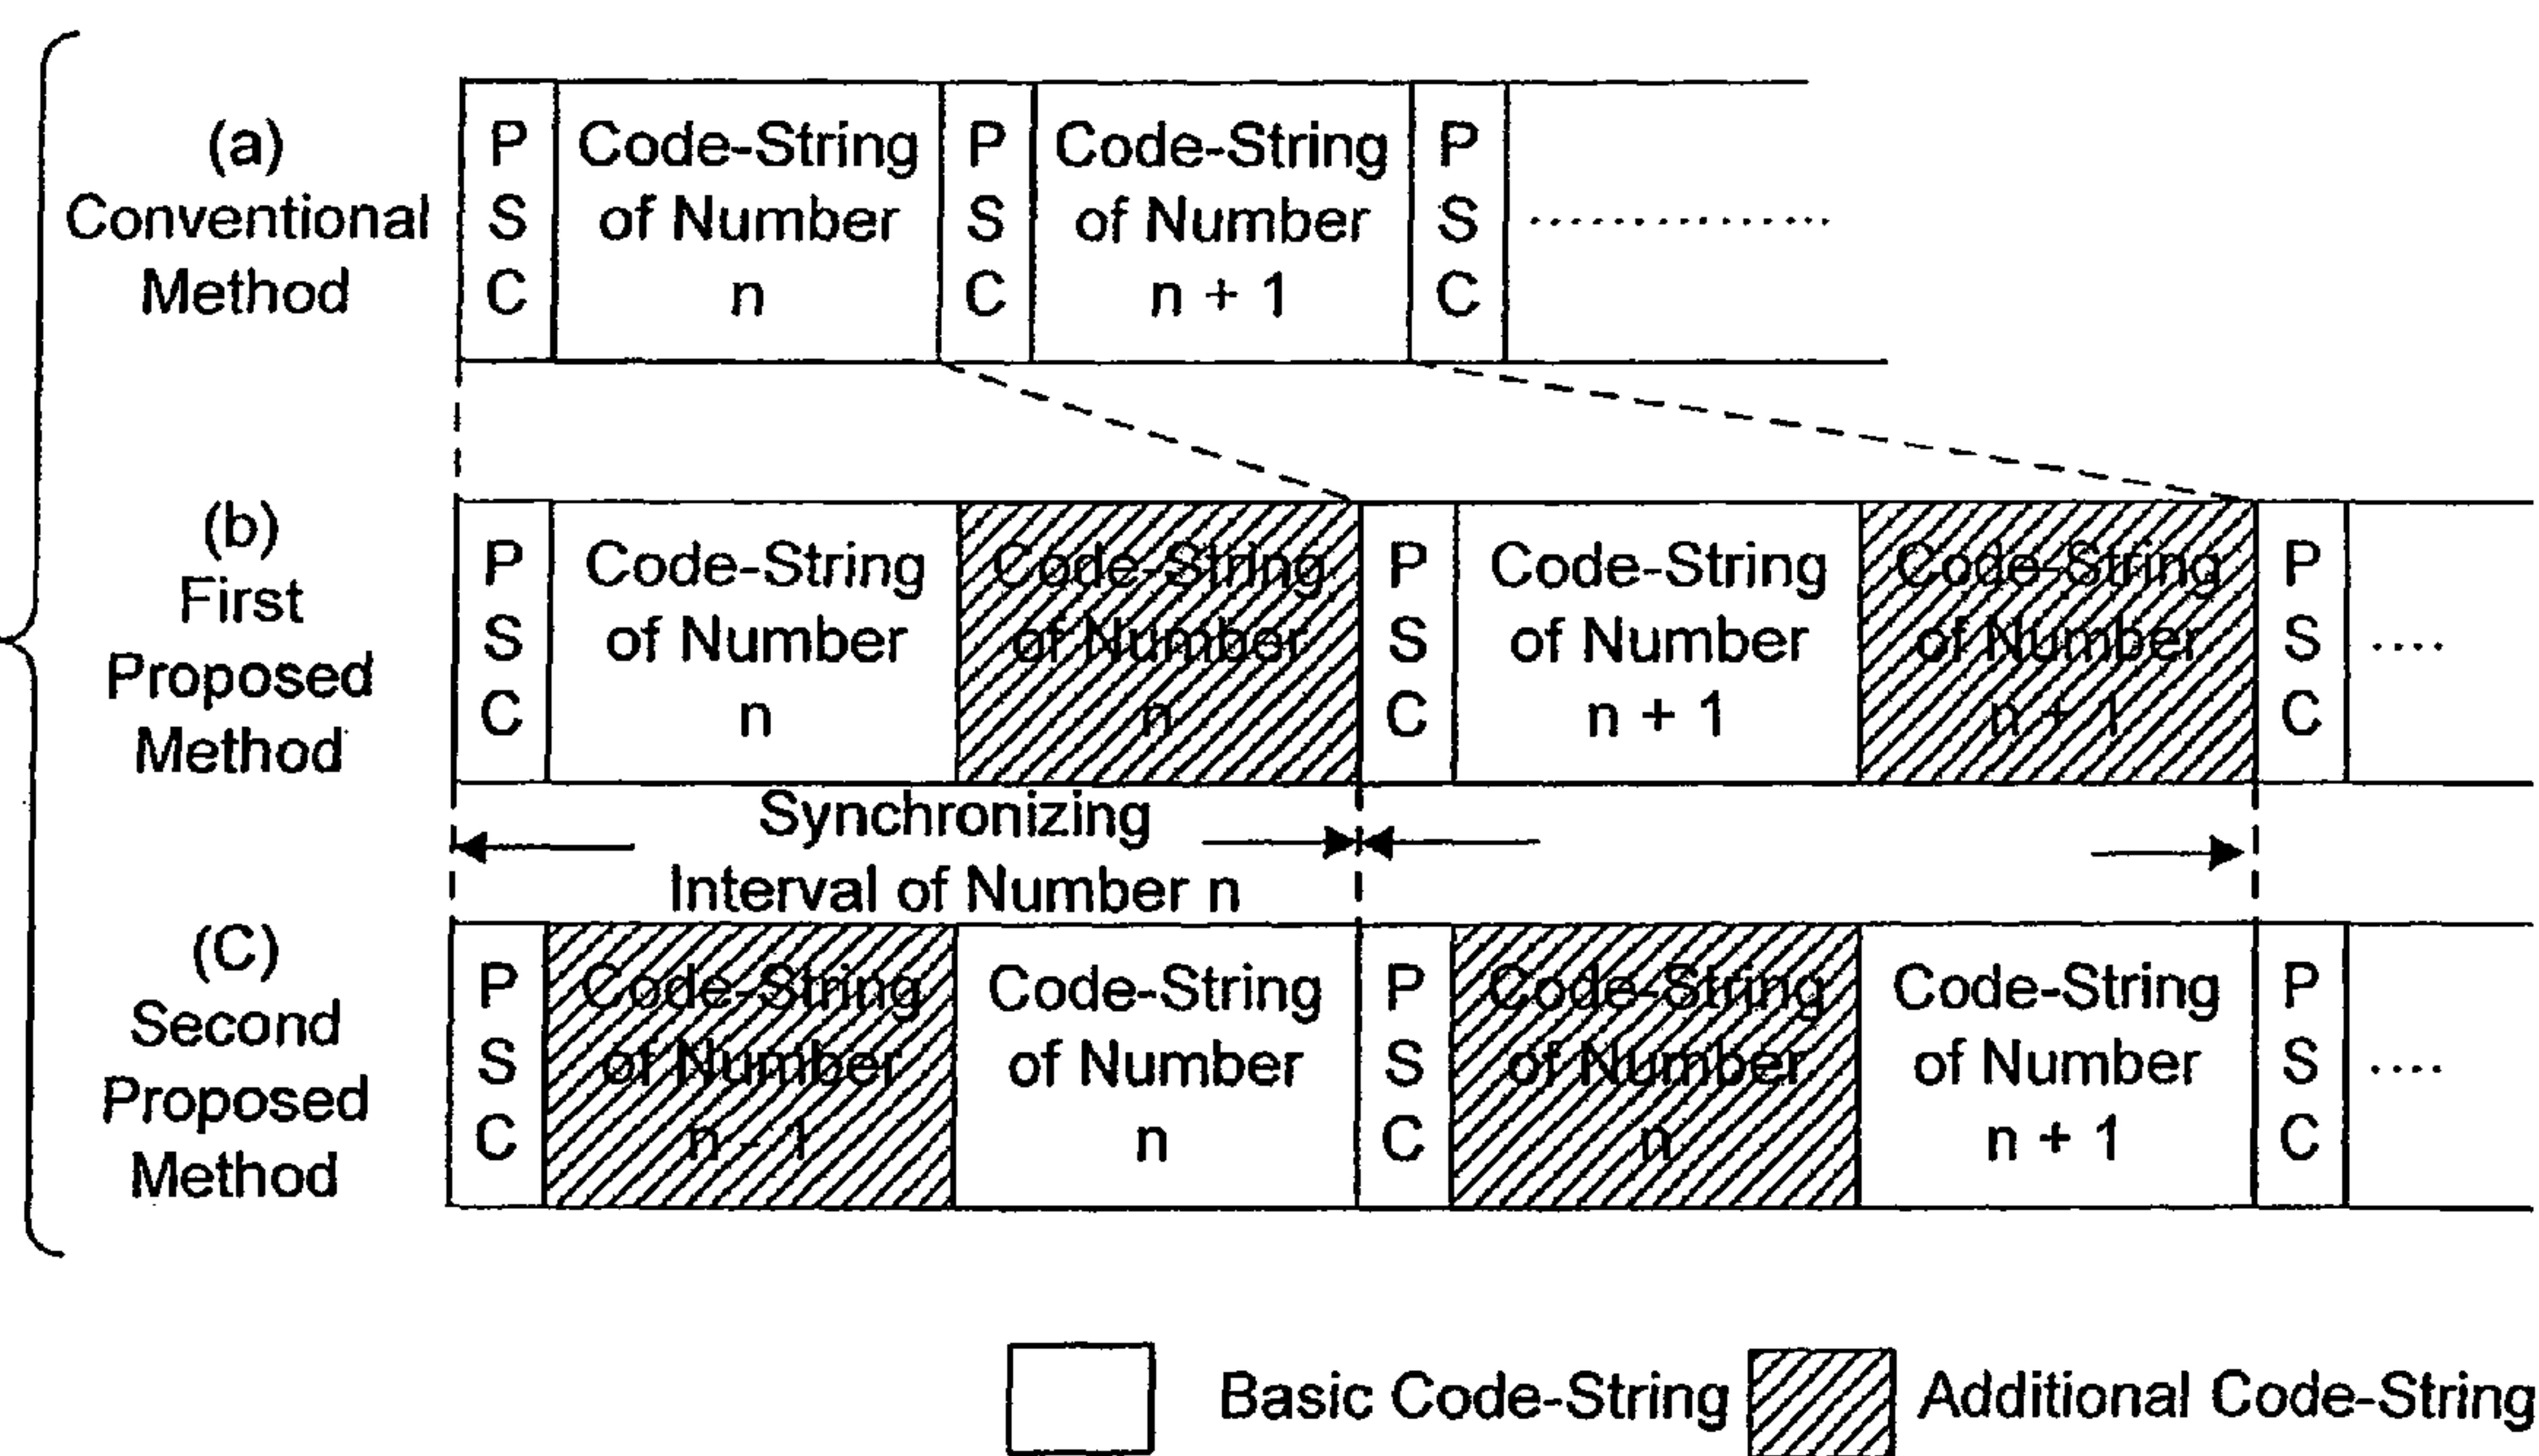 (a)
Conventional
Method
P
S
C
Code-String
of Number
n
P
S
C
Code-String
of Number
n + 1
P
S
C
(b)
First
Proposed
Method
P
S
C
Code-String
of Number
n
Code-String
of Number
n
P
S
C
Code-String
of Number
n + 1
Code-String
of Number
n + 1
P
S
C
Synchronizing
Interval of Number n
(C)
Second
Proposed
Method
P
S
C
Code-String
of Number
n - 1
Code-String
of Number
n
P
S
C
Code-String
of Number
n
Code-String
of Number
n + 1
P
S
C
Basic Code-String
Additional Code-String